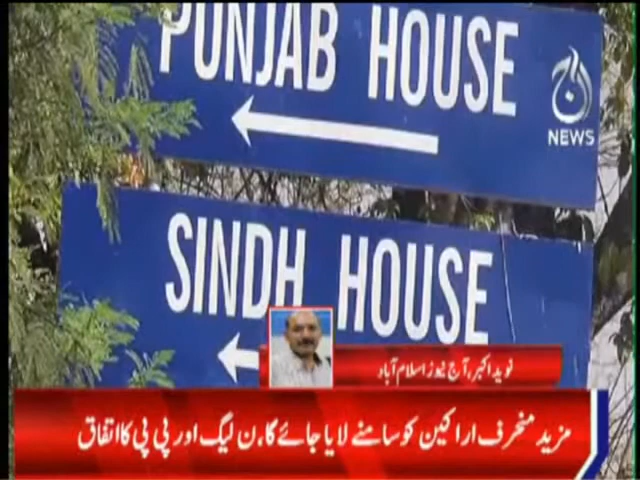 PUNJAB HOUSE
آج
NEWS
SINDH HOUSE
نوید اکبر، آج نیوز اسلام آباد
مزید منحرف اراکین کو سامنے لایا جائے گا، ن لیگ اور پی پی کا اتفاق